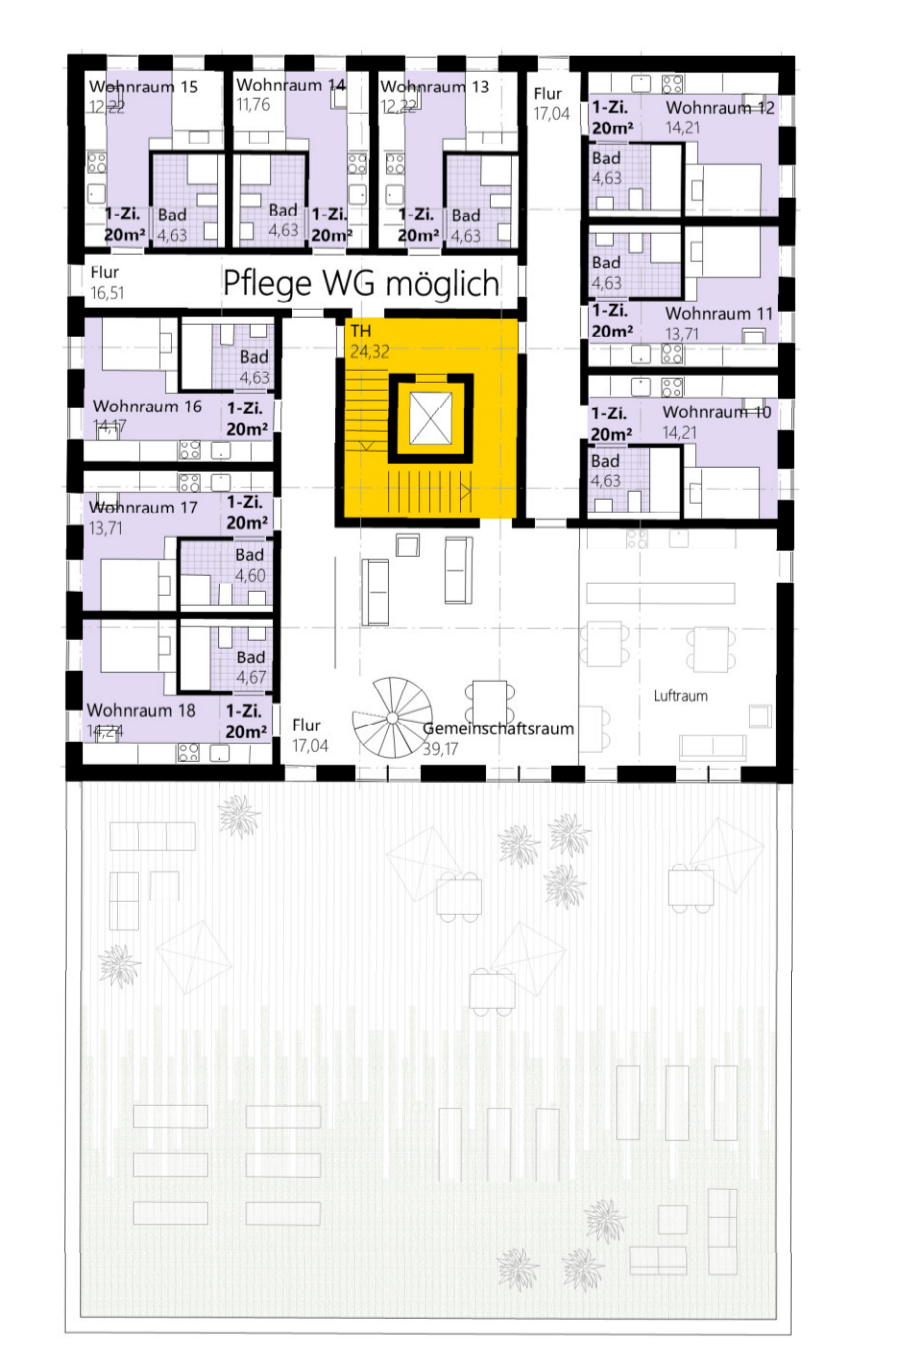 Wohnraum 15
12,22
1-Zi.
20m²
Bad
4,63
Wohnraum 14
11,76
Bad
4,63
1-Zi.
20m²
Wohnraum 13
12,22
1-Zi.
20m²
Bad
4,63
Flur
17,04
1-Zi.
20m²
Wohnraum 12
14,21
Bad
4,63
Flur
16,51
Pflege WG möglich
Bad
4,63
1-Zi.
20m²
Wohnraum 11
13,71
TH
24,32
Bad
4,63
Wohnraum 16
14,17
1-Zi.
20m²
1-Zi.
20m²
Wohnraum 10
14,21
Bad
4,63
Wohnraum 17
13,71
1-Zi.
20m²
Bad
4,60
Bad
4,67
Wohnraum 18
14,24
1-Zi.
20m²
Flur
17,04
Gemeinschaftsraum
39,17
Luftraum